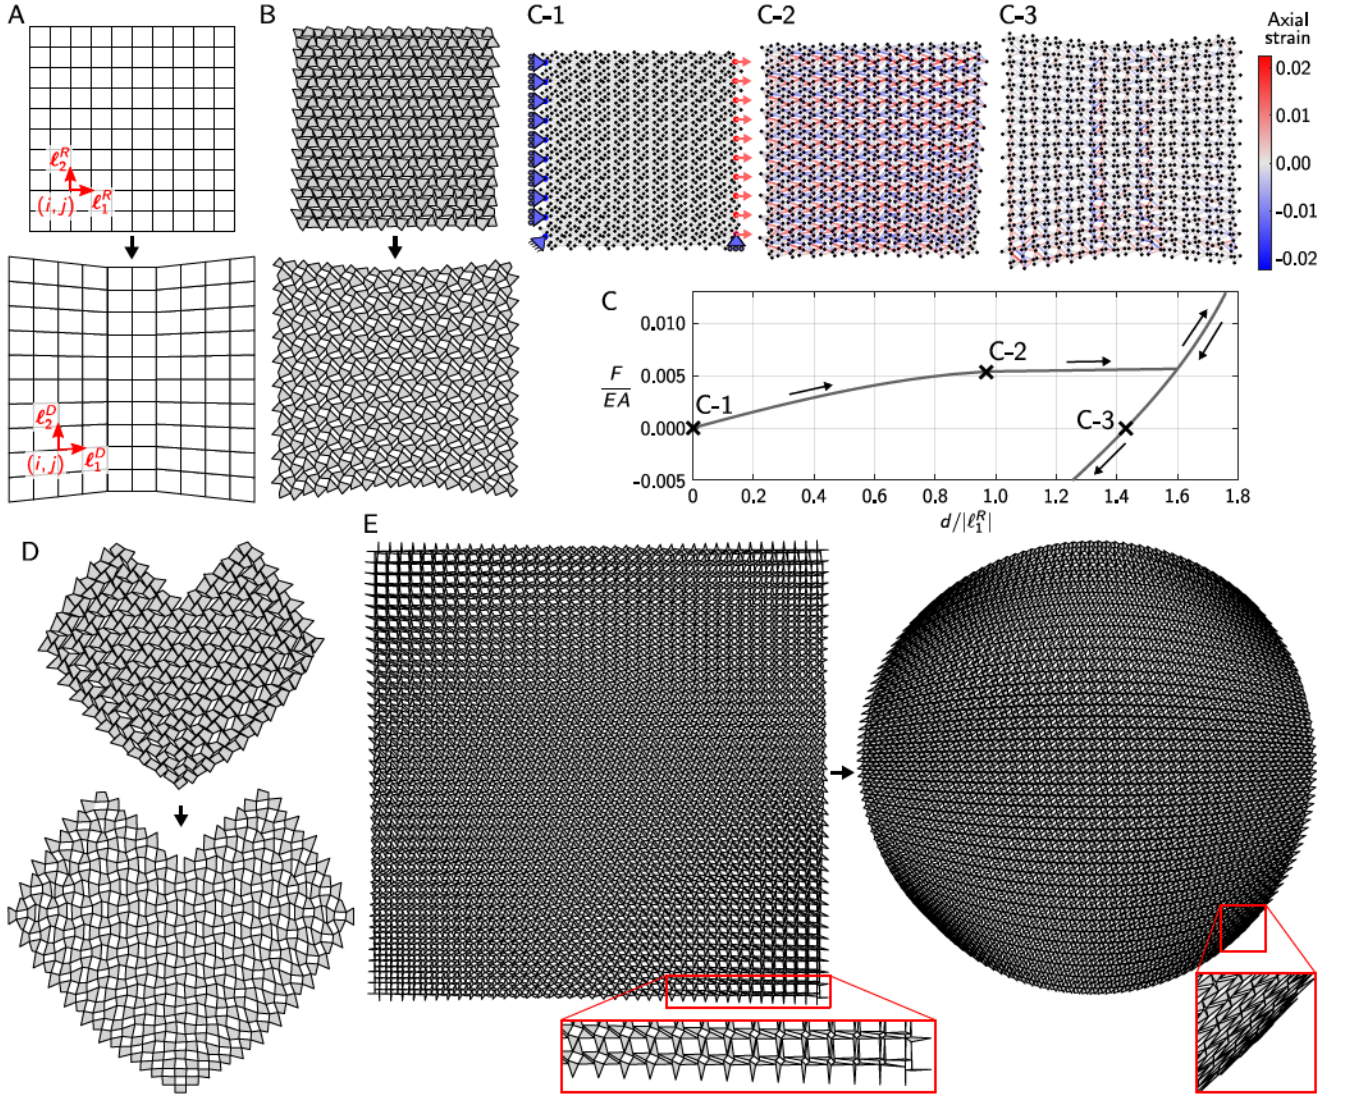 A
B
C-1
C-2
C-3
Axial
strain
0.02
0.01
0.00
-0.01
-0.02
ℓ₂ᴿ
(i, j)
ℓ₁ᴿ
ℓ₂ᴰ
(i, j)
ℓ₁ᴰ
C
0.010
0.005
0.000
-0.005
F/EA
C-1
C-2
C-3
0
0.2
0.4
0.6
0.8
1.0
1.2
1.4
1.6
1.8
d/|ℓ₁ᴿ|
D
E